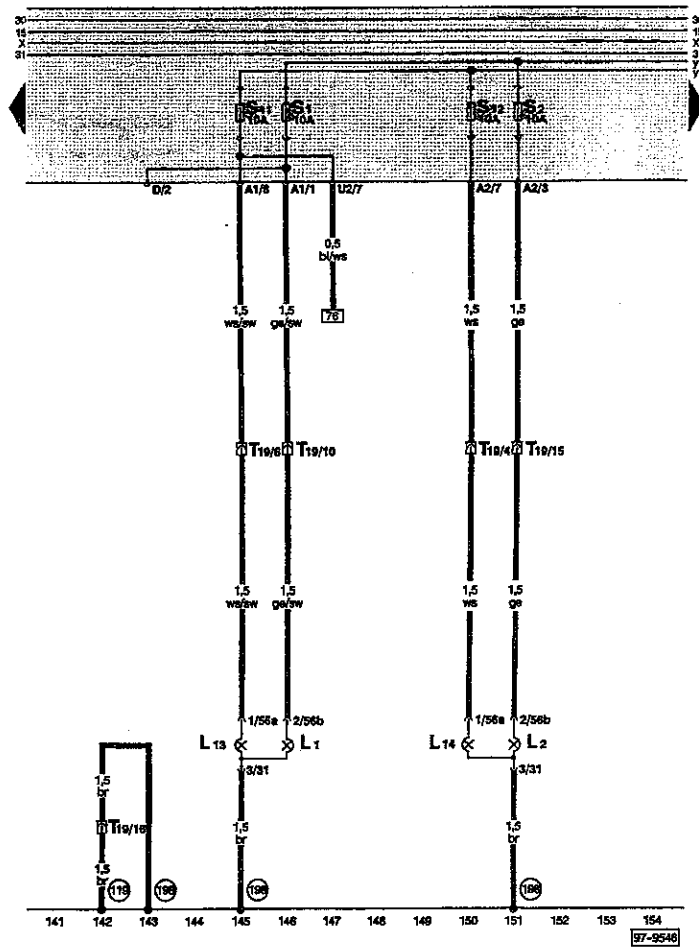 30
15
X
31
S11 S1 S12 S2
10A 10A 10A 10A
D/2 A1/8 A1/1 U2/7 A2/7 A2/3
0,5
bl/ws
1,5 1,5 76 1,5 1,5
ws/sw ge/sw ws ge
T19/6 T19/10 T19/4 T19/15
1,5 1,5 1,5 1,5
ws/sw ge/sw ws ge
1/56a 2/56b 1/56a 2/56b
L13 L1 L14 L2
3/31 3/31
1,5
br
T19/16
1,5 1,5
br br
1,5
br
119 198 198 198
141 142 143 144 145 146 147 148 149 150 151 152 153 154
97-9546